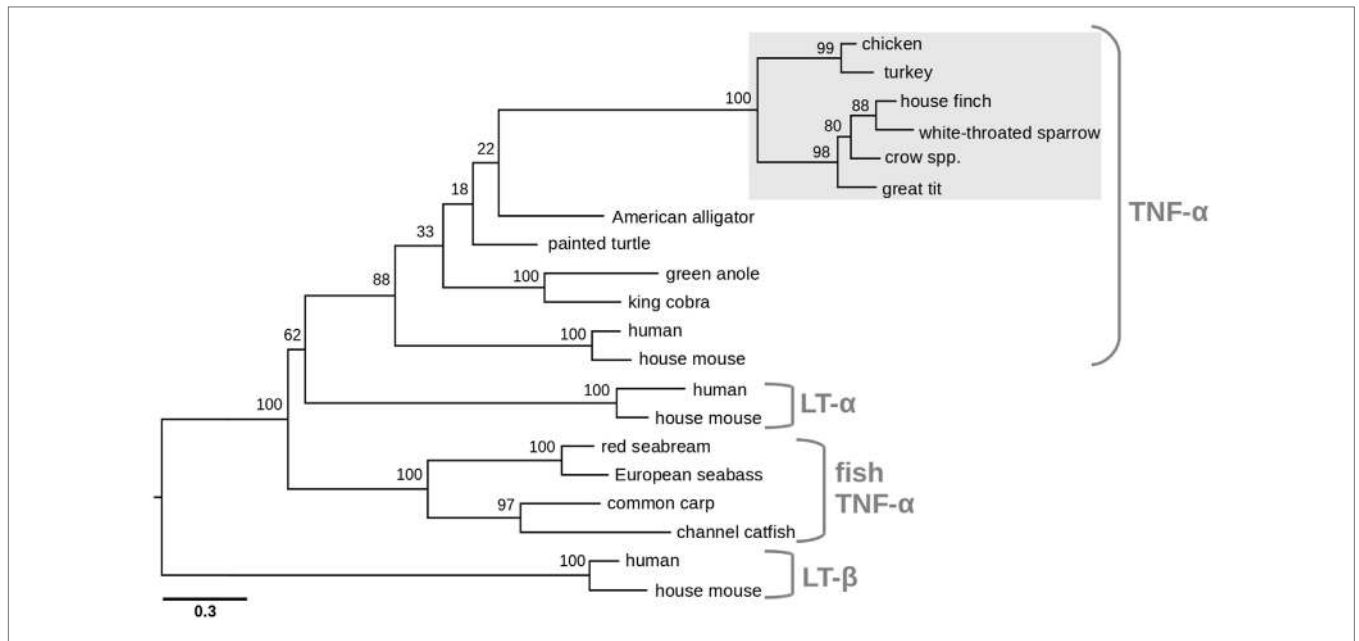 99
chicken
turkey
100
88
house finch
80
white-throated sparrow
98
crow spp.
great tit
TNF-α
22
American alligator
18
painted turtle
33
100
green anole
king cobra
88
100
human
house mouse
62
100
human
house mouse
LT-α
100
100
red seabream
European seabass
100
97
common carp
channel catfish
fish
TNF-α
100
human
house mouse
LT-β
0.3